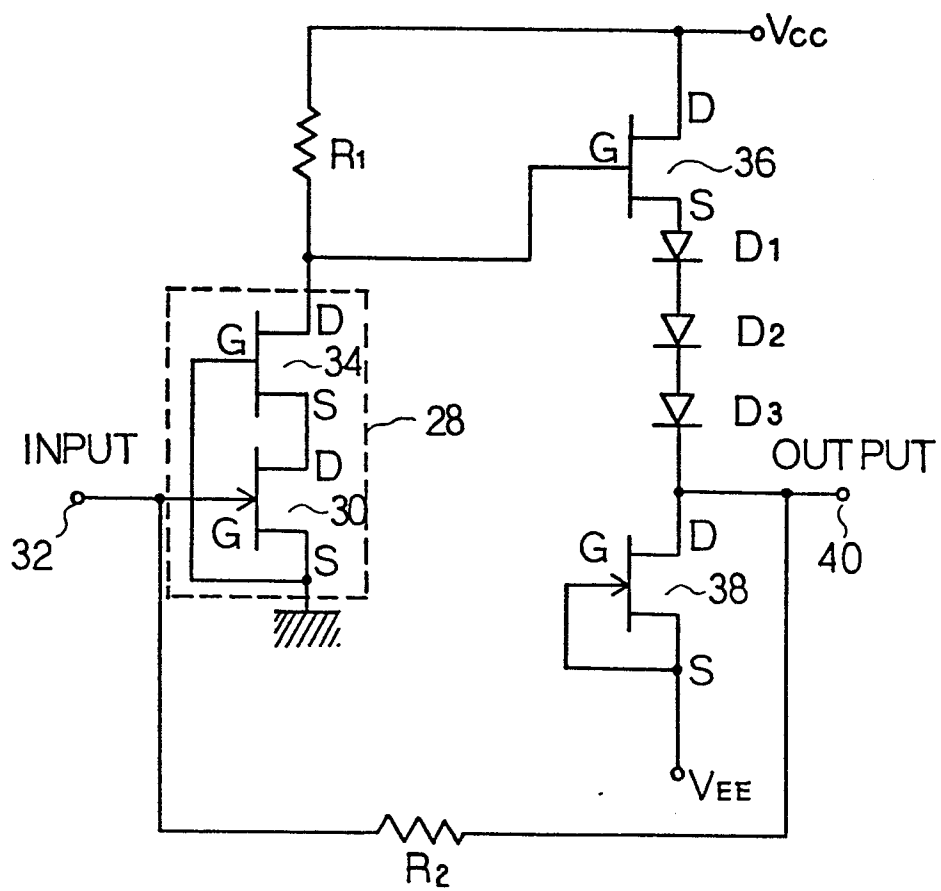 Vcc
D
G
36
R1
S
D1
D
G
34
D2
S
28
D3
INPUT
D
OUTPUT
30
G
32
S
G
D
40
38
S
VEE
R2